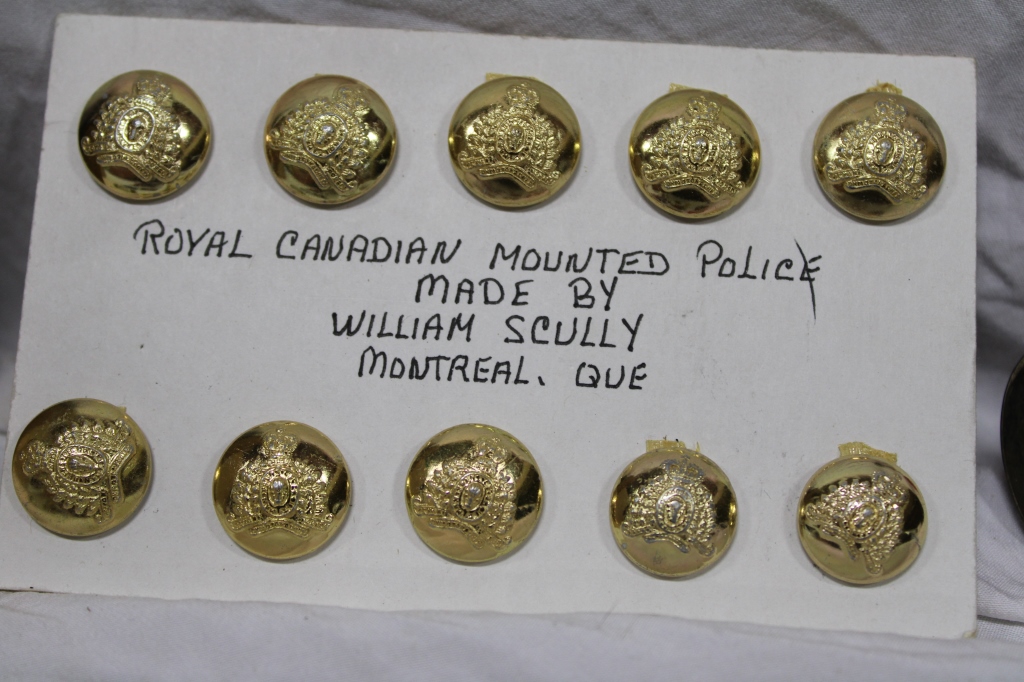 ROYAL CANADIAN MOUNTED POLICE
MADE BY
WILLIAM SCULLY
MONTREAL. QUE